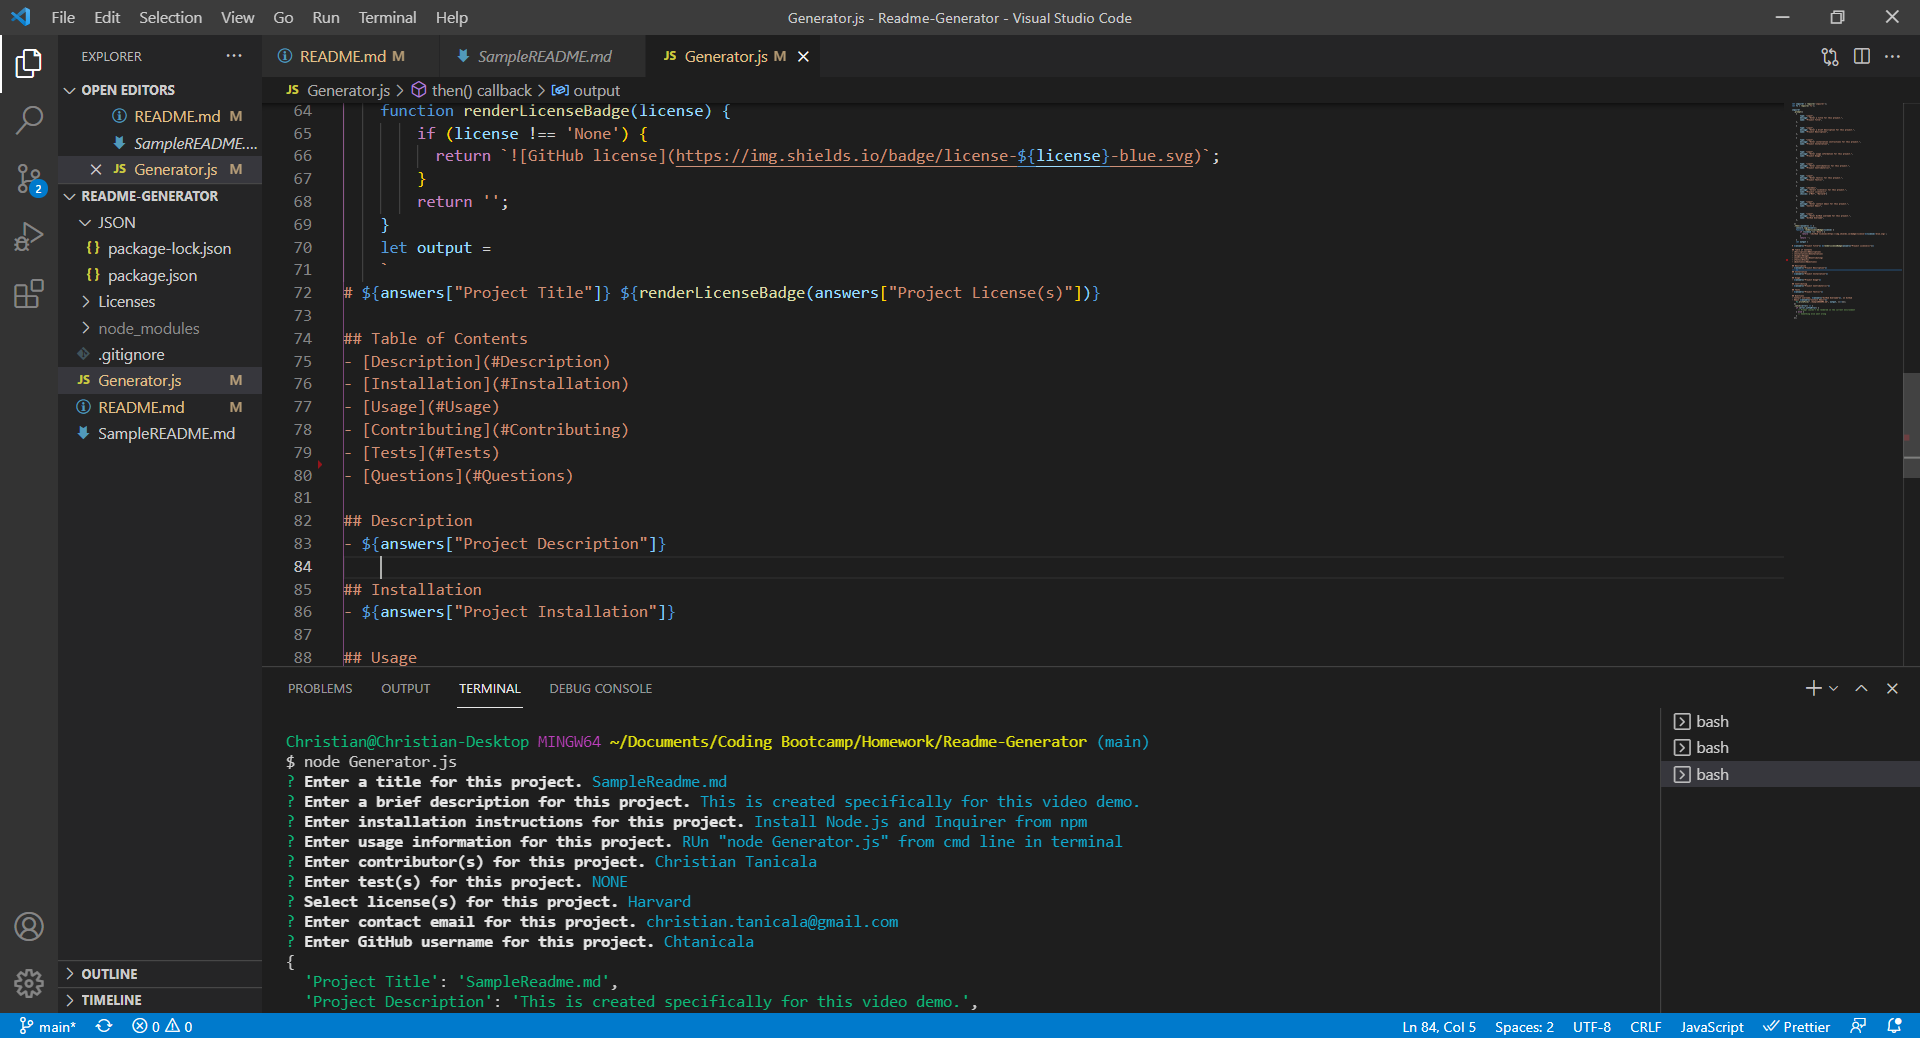 File Edit Selection View Go Run Terminal Help
Generator.js - Readme-Generator - Visual Studio Code
EXPLORER
OPEN EDITORS
README.md M
SampleREADME....
Generator.js M
README-GENERATOR
JSON
{} package-lock.json
{} package.json
Licenses
node_modules
.gitignore
JS Generator.js M
README.md M
SampleREADME.md
OUTLINE
TIMELINE
2
README.md M
SampleREADME.md
JS Generator.js M
JS Generator.js > then() callback > output
64 function renderLicenseBadge(license) {
65 if (license !== 'None') {
66 return `![GitHub license](https://img.shields.io/badge/license-${license}-blue.svg)`;
67 }
68 return '';
69 }
70 let output =
71 `
72 # ${answers["Project Title"]} ${renderLicenseBadge(answers["Project License(s)"])}
73
74 ## Table of Contents
75 - [Description](#Description)
76 - [Installation](#Installation)
77 - [Usage](#Usage)
78 - [Contributing](#Contributing)
79 - [Tests](#Tests)
80 - [Questions](#Questions)
81
82 ## Description
83 - ${answers["Project Description"]}
84
85 ## Installation
86 - ${answers["Project Installation"]}
87
88 ## Usage
PROBLEMS OUTPUT TERMINAL DEBUG CONSOLE
Christian@Christian-Desktop MINGW64 ~/Documents/Coding Bootcamp/Homework/Readme-Generator (main)
$ node Generator.js
? Enter a title for this project. SampleReadme.md
? Enter a brief description for this project. This is created specifically for this video demo.
? Enter installation instructions for this project. Install Node.js and Inquirer from npm
? Enter usage information for this project. RUn "node Generator.js" from cmd line in terminal
? Enter contributor(s) for this project. Christian Tanicala
? Enter test(s) for this project. NONE
? Select license(s) for this project. Harvard
? Enter contact email for this project. christian.tanicala@gmail.com
? Enter GitHub username for this project. Chtanicala
{
'Project Title': 'SampleReadme.md',
'Project Description': 'This is created specifically for this video demo.',
bash
bash
bash
main* 0 0
Ln 84, Col 5 Spaces: 2 UTF-8 CRLF JavaScript Prettier